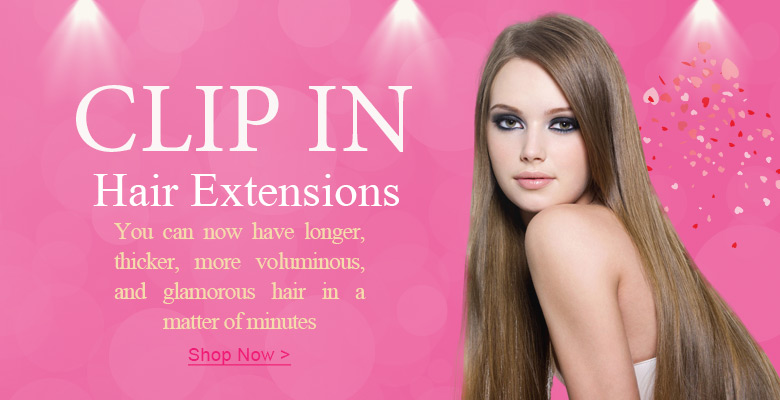 CLIP IN
Hair Extensions
You can now have longer,
thicker, more voluminous,
and glamorous hair in a
matter of minutes
Shop Now >